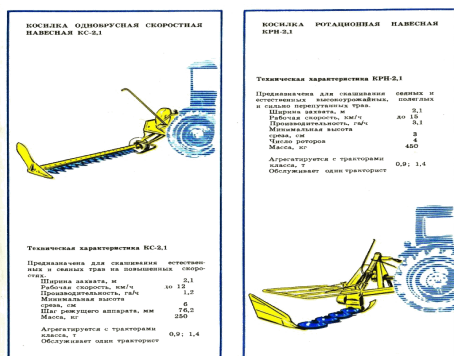 КОСИЛКА ОДНОБРУСНАЯ СКОРОСТНАЯ
НАВЕСНАЯ КС-2,1
Техническая характеристика КС-2,1
Предназначена для скашивания естествен-
ных и сеяных трав на повышенных скоро-
стях.
Ширина захвата, м 2,1
Рабочая скорость, км/ч до 12
Производительность, га/ч 1,2
Минимальная высота
среза, см 6
Шаг режущего аппарата, мм 76,2
Масса, кг 250
Агрегатируется с тракторами
класса, т 0,9; 1,4
Обслуживает один тракторист
КОСИЛКА РОТАЦИОННАЯ НАВЕСНАЯ
КРН-2,1
Техническая характеристика КРН-2,1
Предназначена для скашивания сеяных и
естественных высокоурожайных, полеглых
и сильно перепутанных трав.
Ширина захвата, м 2,1
Рабочая скорость, км/ч до 15
Производительность, га/ч 3,1
Минимальная высота
среза, см 3
Число роторов 4
Масса, кг 450
Агрегатируется с тракторами
класса, т 0,9; 1,4
Обслуживает один тракторист